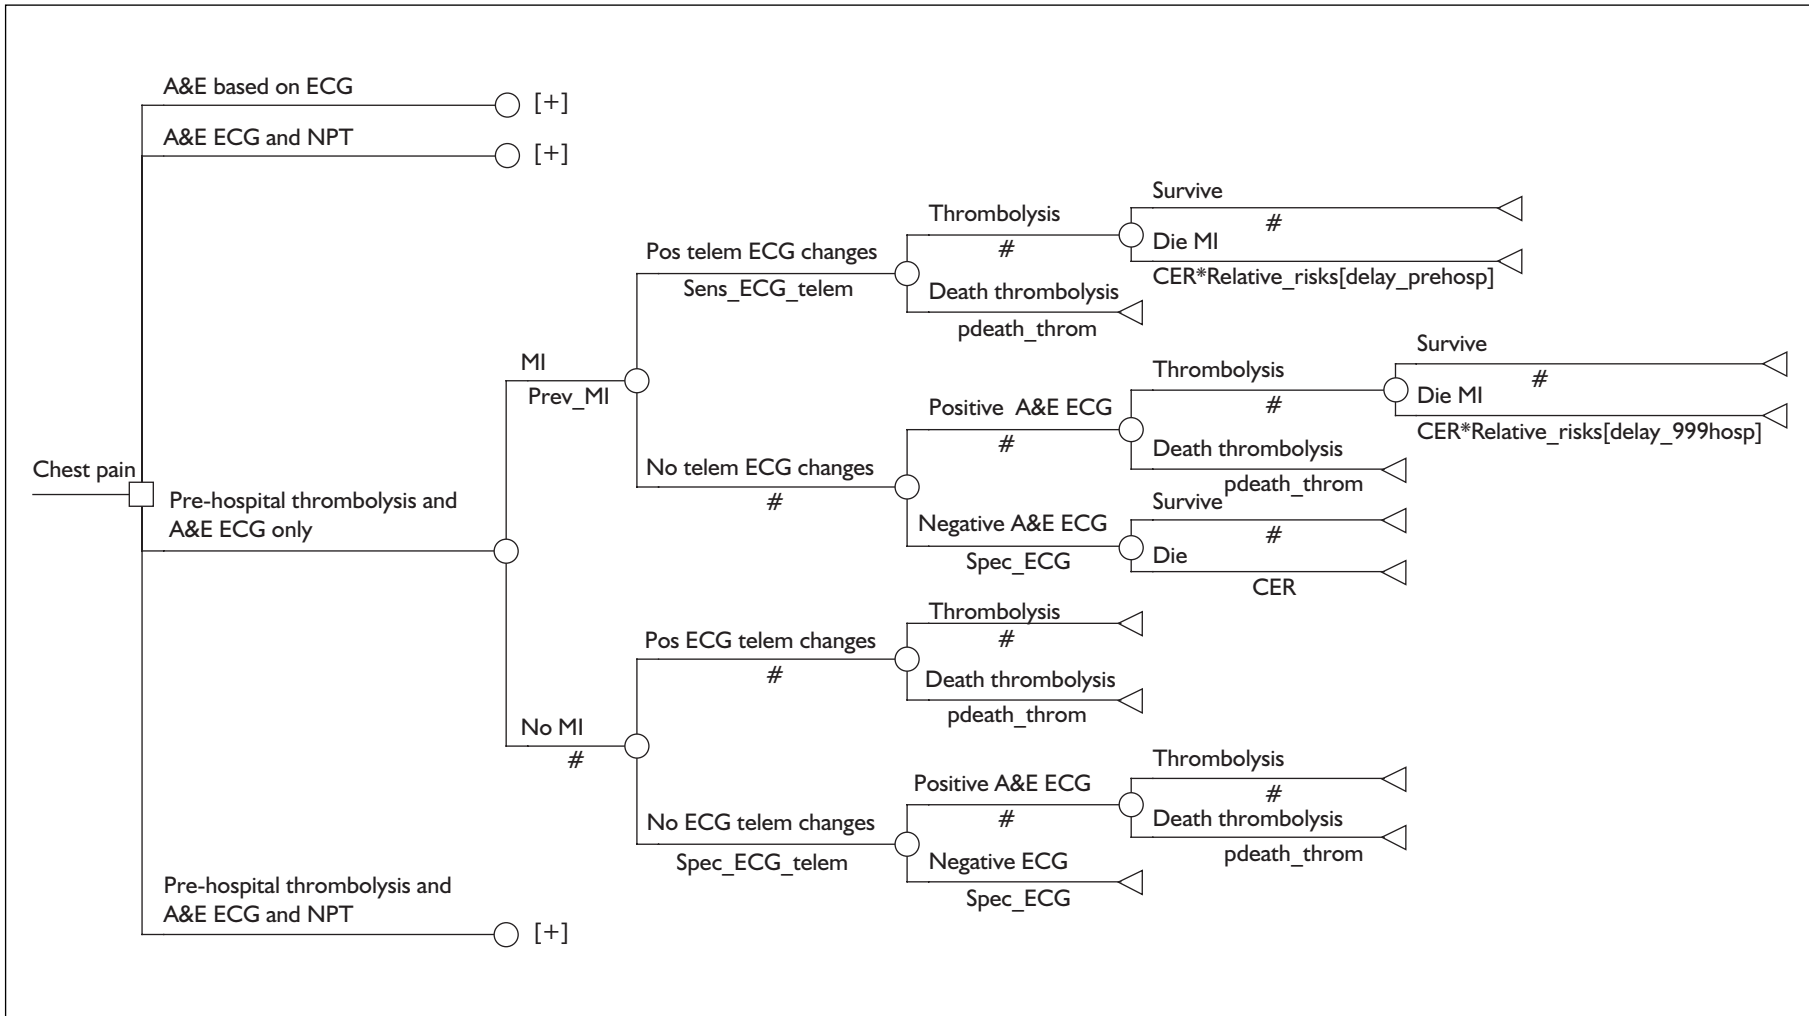 A&E based on ECG
[+]
A&E ECG and NPT
[+]
Chest pain
Pre-hospital thrombolysis and
A&E ECG only
MI
Prev_MI
Pos telem ECG changes
Sens_ECG_telem
Thrombolysis
#
Survive
#
Die MI
CER*Relative_risks[delay_prehosp]
Death thrombolysis
pdeath_throm
No telem ECG changes
#
Positive A&E ECG
#
Thrombolysis
#
Survive
#
Die MI
CER*Relative_risks[delay_999hosp]
Death thrombolysis
pdeath_throm
Negative A&E ECG
Spec_ECG
Survive
#
Die
CER
No MI
#
Pos ECG telem changes
#
Thrombolysis
#
Death thrombolysis
pdeath_throm
No ECG telem changes
Spec_ECG_telem
Positive A&E ECG
#
Thrombolysis
#
Death thrombolysis
pdeath_throm
Negative ECG
Spec_ECG
Pre-hospital thrombolysis and
A&E ECG and NPT
[+]